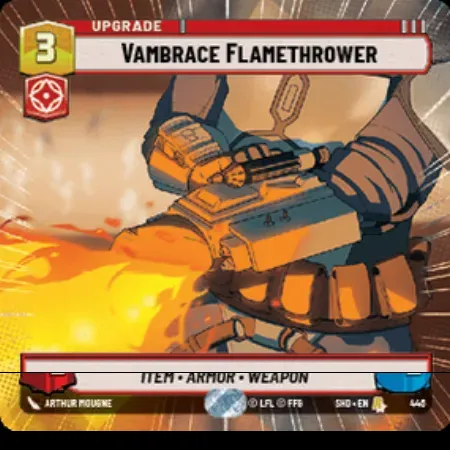 UPGRADE
3
VAMBRACE FLAMETHROWER
ITEM • ARMOR • WEAPON
ARTHUR MOUGNE
© LFL © FFG
SHD • EN
440